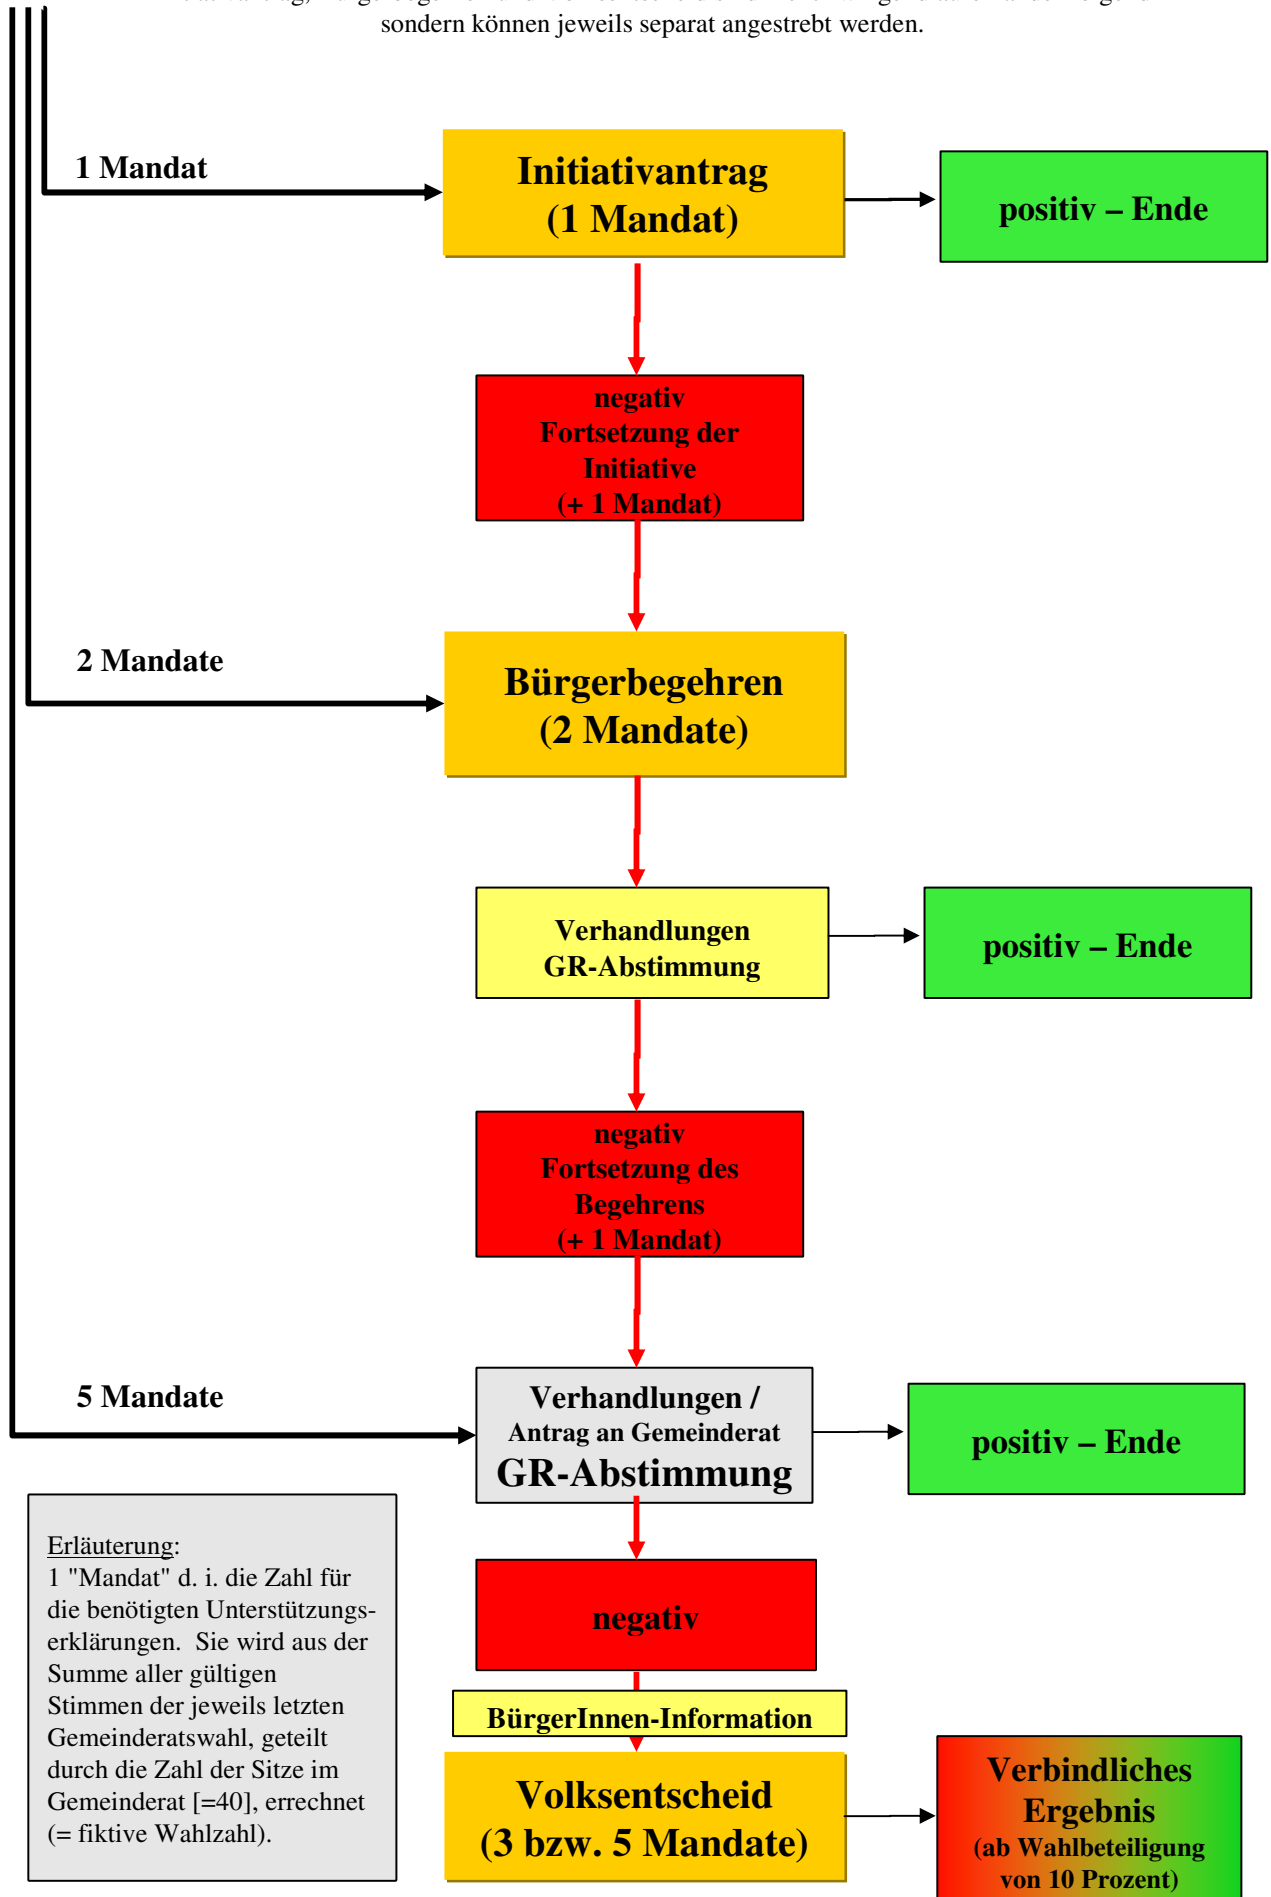 sondern können jeweils separat angestrebt werden.
1 Mandat
Initiativantrag
(1 Mandat)
positiv – Ende
negativ
Fortsetzung der
Initiative
(+ 1 Mandat)
2 Mandate
Bürgerbegehren
(2 Mandate)
Verhandlungen
GR-Abstimmung
positiv – Ende
negativ
Fortsetzung des
Begehrens
(+ 1 Mandat)
5 Mandate
Verhandlungen /
Antrag an Gemeinderat
GR-Abstimmung
positiv – Ende
Erläuterung:
1 "Mandat" d. i. die Zahl für
die benötigten Unterstützungs-
erklärungen. Sie wird aus der
Summe aller gültigen
Stimmen der jeweils letzten
Gemeinderatswahl, geteilt
durch die Zahl der Sitze im
Gemeinderat [=40], errechnet
(= fiktive Wahlzahl).
negativ
BürgerInnen-Information
Volksentscheid
(3 bzw. 5 Mandate)
Verbindliches
Ergebnis
(ab Wahlbeteiligung
von 10 Prozent)